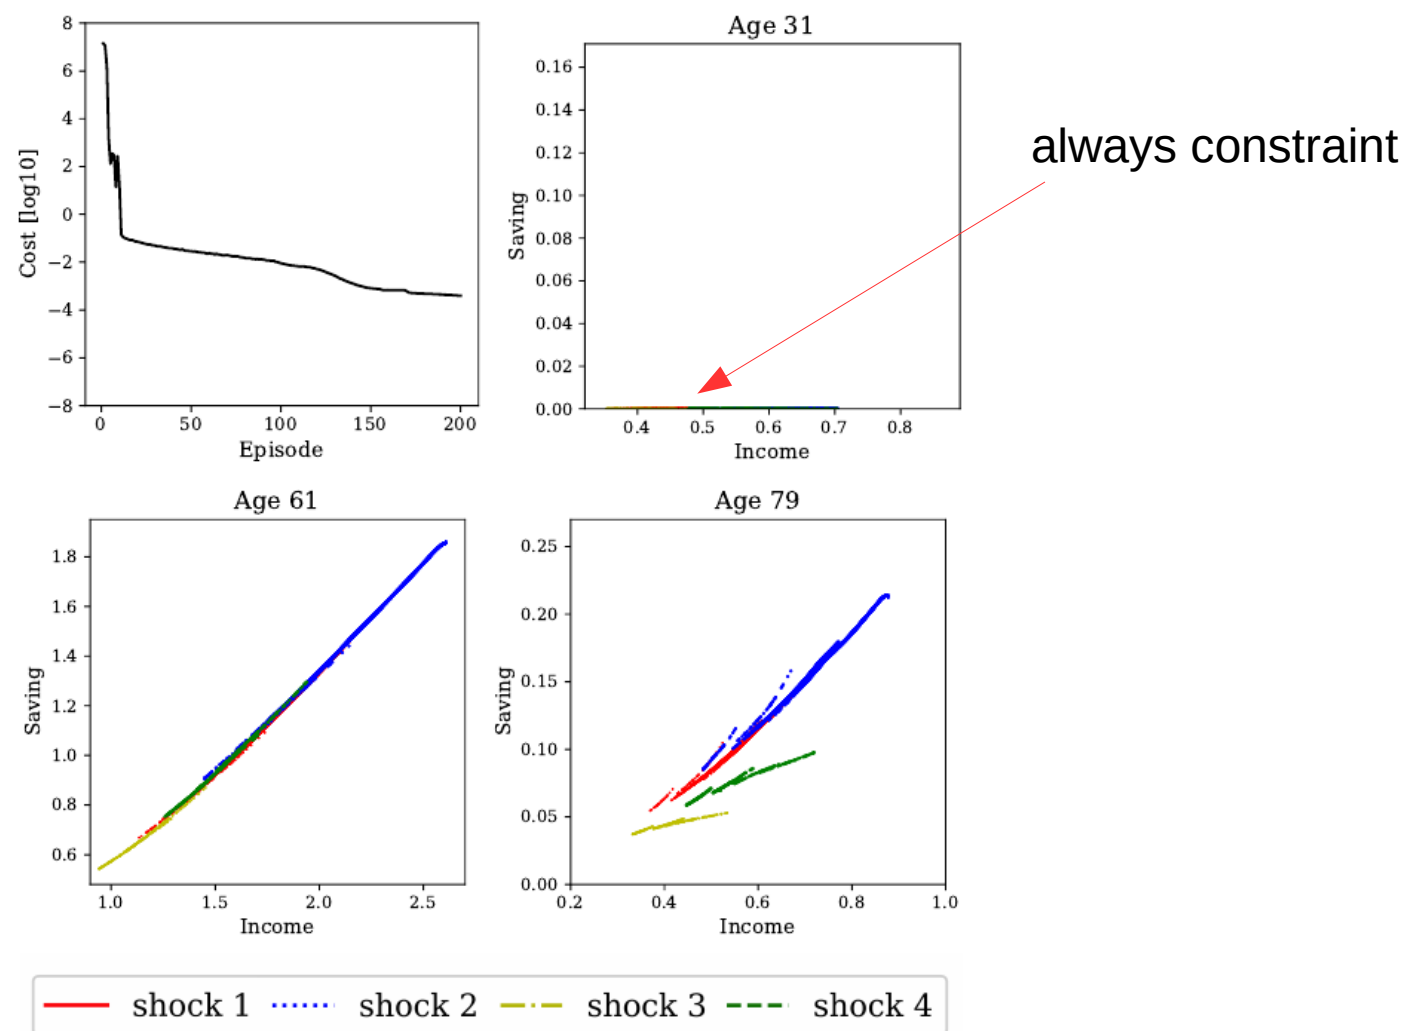 8
6
4
2
0
−2
−4
−6
−8
Cost [log10]
0 50 100 150 200
Episode
Age 31
0.16
0.14
0.12
0.10
0.08
0.06
0.04
0.02
0.00
Saving
0.4 0.5 0.6 0.7 0.8
Income
always constraint
Age 61
1.8
1.6
1.4
1.2
1.0
0.8
0.6
Saving
1.0 1.5 2.0 2.5
Income
Age 79
0.25
0.20
0.15
0.10
0.05
0.00
Saving
0.2 0.4 0.6 0.8 1.0
Income
shock 1 shock 2 shock 3 shock 4